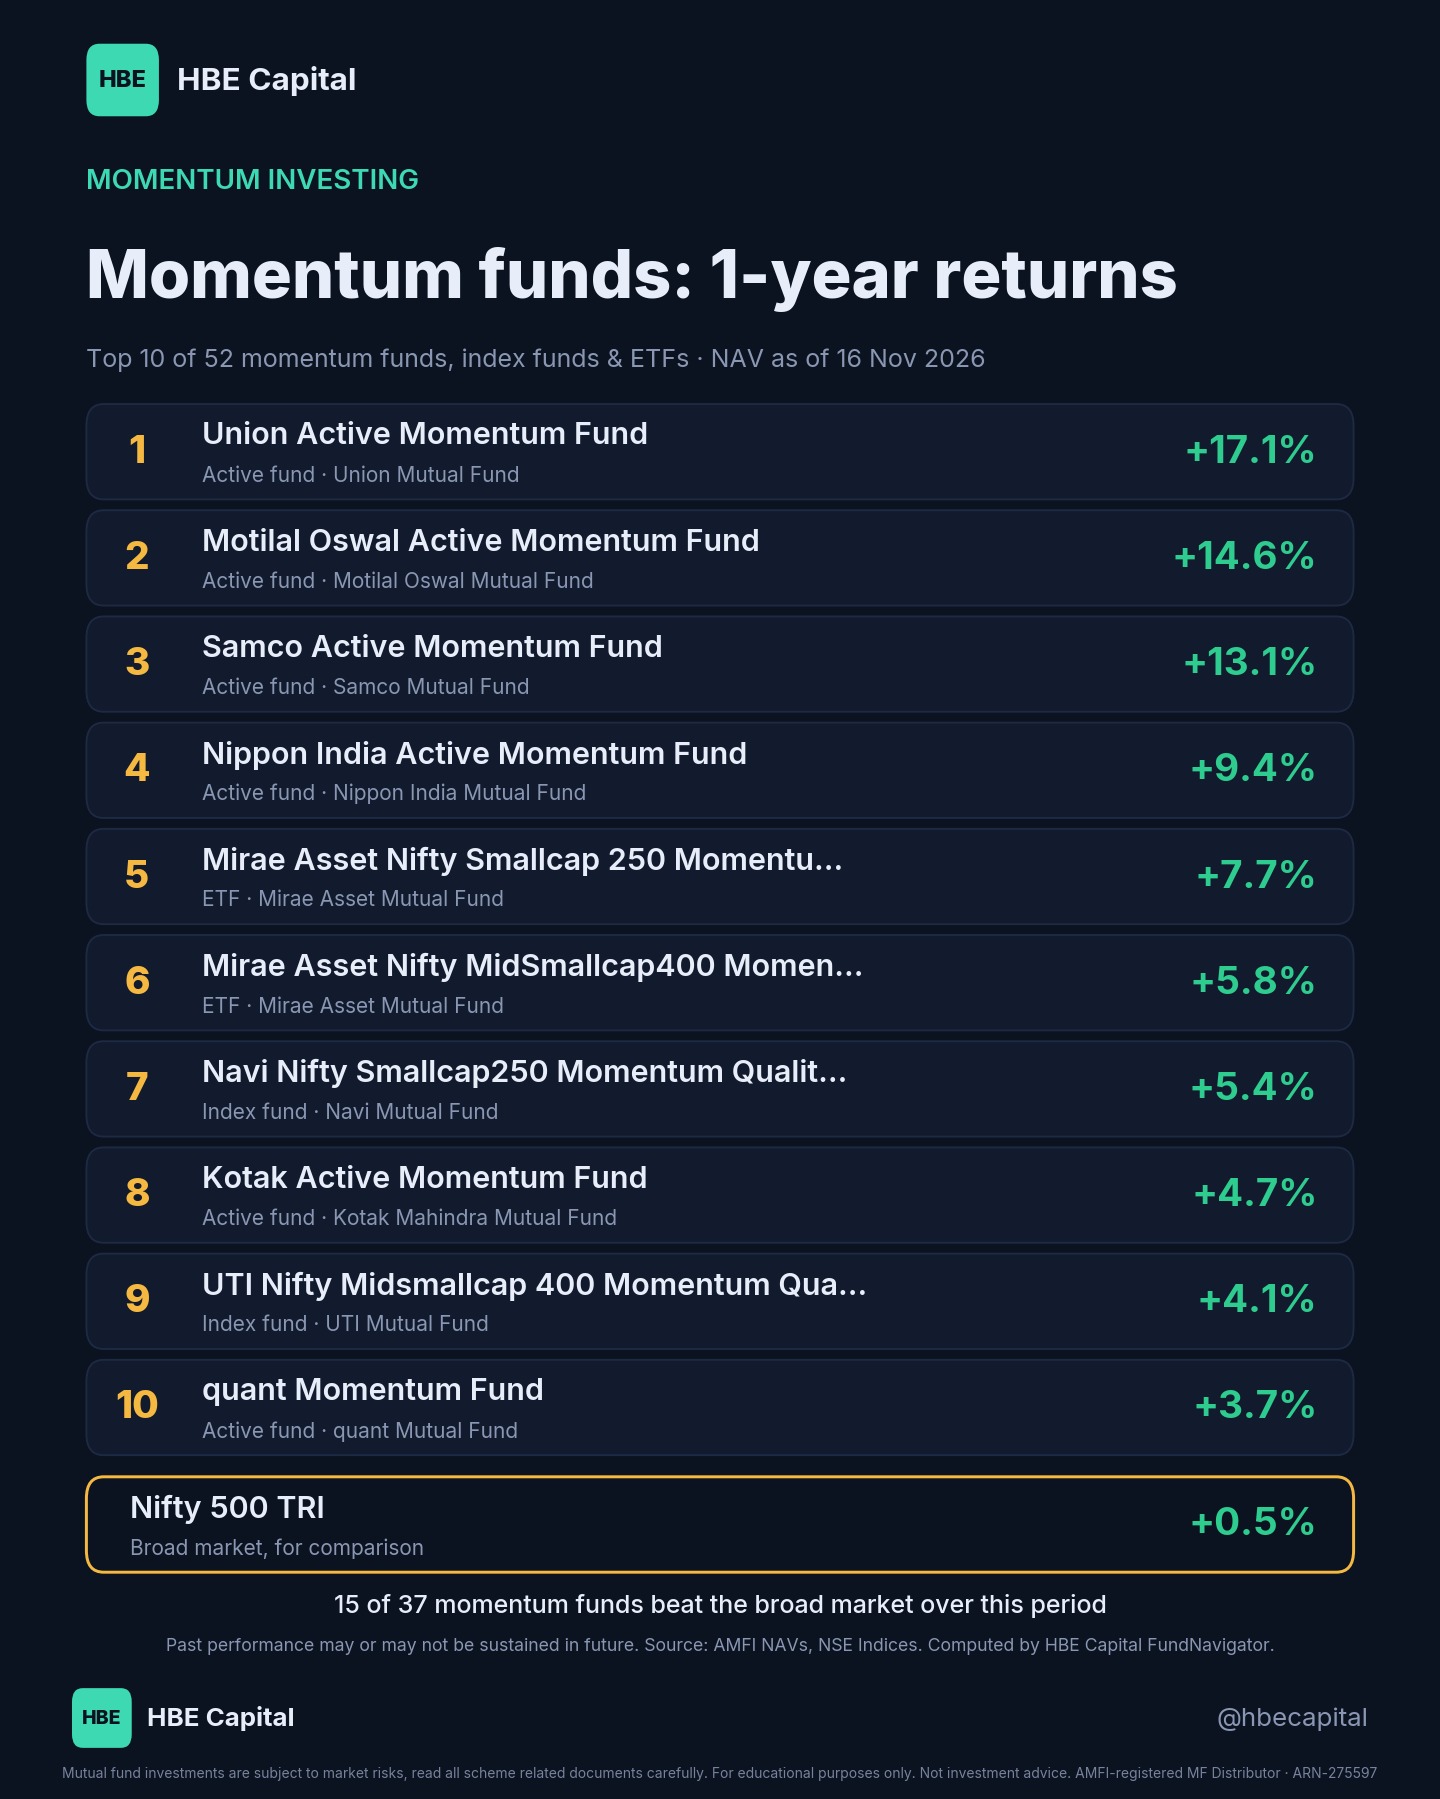 HBE
HBE Capital
MOMENTUM INVESTING
Momentum funds: 1-year returns
Top 10 of 52 momentum funds, index funds & ETFs · NAV as of 16 Nov 2026
1
Union Active Momentum Fund
Active fund · Union Mutual Fund
+17.1%
2
Motilal Oswal Active Momentum Fund
Active fund · Motilal Oswal Mutual Fund
+14.6%
3
Samco Active Momentum Fund
Active fund · Samco Mutual Fund
+13.1%
4
Nippon India Active Momentum Fund
Active fund · Nippon India Mutual Fund
+9.4%
5
Mirae Asset Nifty Smallcap 250 Momentu...
ETF · Mirae Asset Mutual Fund
+7.7%
6
Mirae Asset Nifty MidSmallcap400 Momen...
ETF · Mirae Asset Mutual Fund
+5.8%
7
Navi Nifty Smallcap250 Momentum Qualit...
Index fund · Navi Mutual Fund
+5.4%
8
Kotak Active Momentum Fund
Active fund · Kotak Mahindra Mutual Fund
+4.7%
9
UTI Nifty Midsmallcap 400 Momentum Qua...
Index fund · UTI Mutual Fund
+4.1%
10
quant Momentum Fund
Active fund · quant Mutual Fund
+3.7%
Nifty 500 TRI
Broad market, for comparison
+0.5%
15 of 37 momentum funds beat the broad market over this period
Past performance may or may not be sustained in future. Source: AMFI NAVs, NSE Indices. Computed by HBE Capital FundNavigator.
HBE
HBE Capital
@hbecapital
Mutual fund investments are subject to market risks, read all scheme related documents carefully. For educational purposes only. Not investment advice. AMFI-registered MF Distributor · ARN-275597